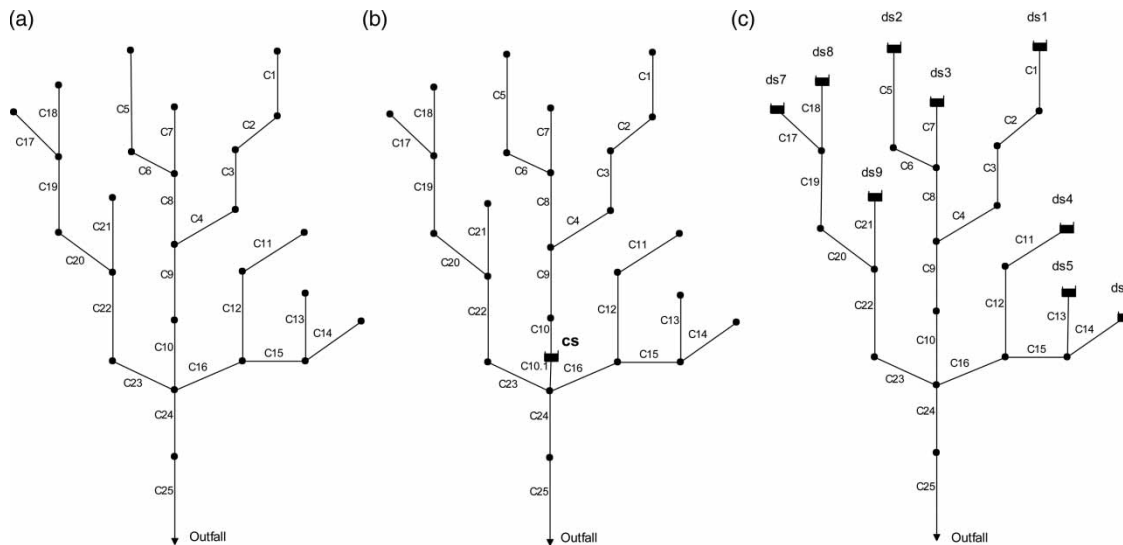 (a)
C1
C5
C18
C7
C2
C17
C6
C3
C19
C8
C4
C21
C11
C20
C9
C22
C12
C13
C14
C10
C15
C16
C23
C24
C25
Outfall
(b)
C1
C5
C18
C7
C2
C17
C6
C3
C19
C8
C4
C21
C11
C20
C9
C22
C12
C13
C14
C10
cs
C15
C10.1
C16
C23
C24
C25
Outfall
(c)
ds2
ds1
ds8
ds7
ds3
C1
C5
C18
C7
C2
C17
C6
C3
C19
ds9
C8
ds4
C21
C4
C11
C20
C9
ds5
ds
C22
C12
C13
C14
C10
C15
C16
C23
C24
C25
Outfall